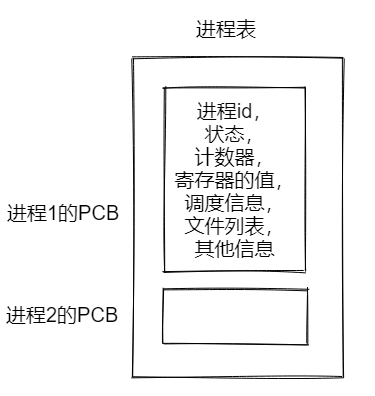 进程表
进程id，
状态，
计数器，
寄存器的值，
调度信息，
文件列表，
其他信息
进程1的PCB
进程2的PCB